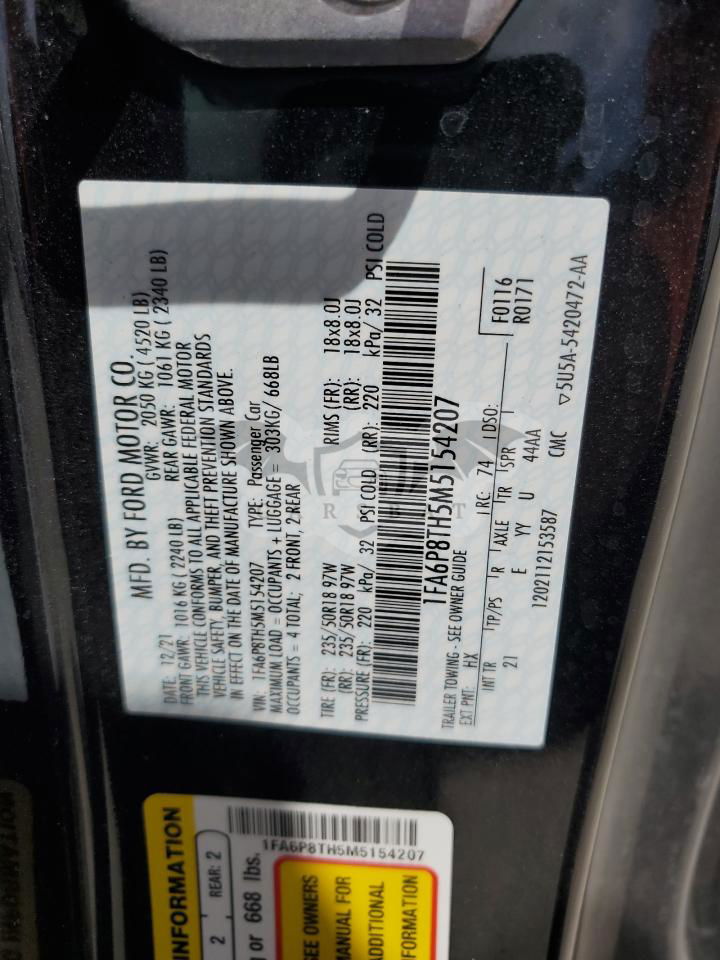 MFD. BY FORD MOTOR CO.
DATE: 12/21 GVWR: 2050 KG ( 4520 LB)
FRONT GAWR: 1016 KG ( 2240 LB) REAR GAWR: 1061 KG ( 2340 LB)
THIS VEHICLE CONFORMS TO ALL APPLICABLE FEDERAL MOTOR
VEHICLE SAFETY, BUMPER, AND THEFT PREVENTION STANDARDS
IN EFFECT ON THE DATE OF MANUFACTURE SHOWN ABOVE.
VIN: 1FA6P8TH5M5154207 TYPE: Passenger Car
MAXIMUM LOAD = OCCUPANTS + LUGGAGE = 303KG/ 668LB
OCCUPANTS = 4 TOTAL; 2 FRONT, 2 REAR
TIRE (FR): 235/50R18 97W RIMS (FR): 18x8.0J
(RR): 235/50R18 97W (RR): 18x8.0J
PRESSURE (FR): 220 kPa/ 32 PSI COLD (RR): 220 kPa/ 32 PSI COLD
1FA6P8TH5M5154207
TRAILER TOWING - SEE OWNER GUIDE
EXT PNT: HX RC: 74 DSO: F0116
R0171
INT TR TP/PS R AXLE TR SPR
21 E YY U 44AA
1202112153587 CMC ▽5U5A-5420472-AA
INFORMATION
2 REAR: 2
or 668 lbs.
1FA6P8TH5M5154207
SEE OWNERS
MANUAL FOR
ADDITIONAL
INFORMATION